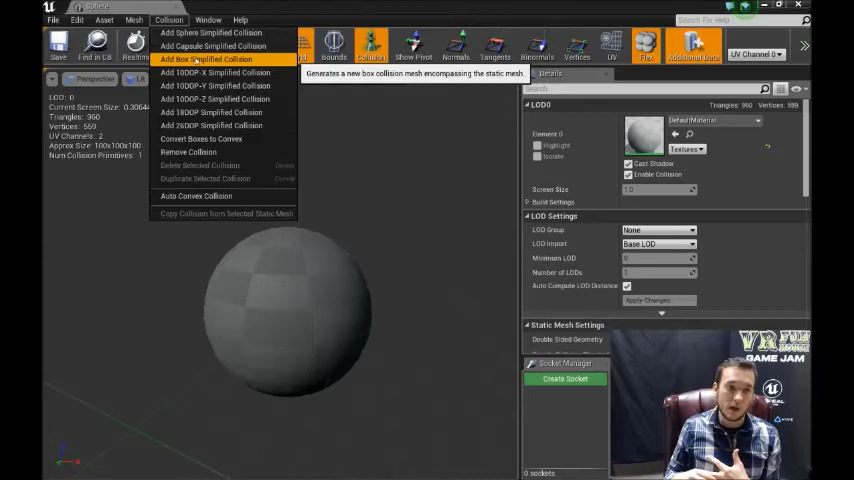 Sphere
File Edit Asset Mesh Collision Window Help
Search For Help
Save Find in CB Realtime Bounds Collision Show Pivot Normals Tangents Binormals Vertices UV Flex Additional Data UV Channel 0
Add Sphere Simplified Collision
Add Capsule Simplified Collision
Add Box Simplified Collision
Add 10DOP-X Simplified Collision
Add 10DOP-Y Simplified Collision
Add 10DOP-Z Simplified Collision
Add 18DOP Simplified Collision
Add 26DOP Simplified Collision
Convert Boxes to Convex
Remove Collision
Delete Selected Collision Delete
Duplicate Selected Collision
Auto Convex Collision
Copy Collision from Selected Static Mesh
Generates a new box collision mesh encompassing the static mesh.
Perspective Lit
LOD: 0
Current Screen Size: 0.3064
Triangles: 960
Vertices: 559
UV Channels: 2
Approx Size: 100x100x100
Num Collision Primitives: 1
Details
Search
LOD0 Triangles: 960 Vertices: 559
Element 0
Highlight
Isolate
DefaultMaterial
Textures
Cast Shadow
Enable Collision
Screen Size 1.0
Build Settings
LOD Settings
LOD Group None
LOD Import Base LOD
Minimum LOD 0
Number of LODs 1
Auto Compute LOD Distance
Apply Changes
Static Mesh Settings
Double Sided Geometry
Socket Manager
Create Socket
0 sockets
VR FUN
GAME JAM
VIVE